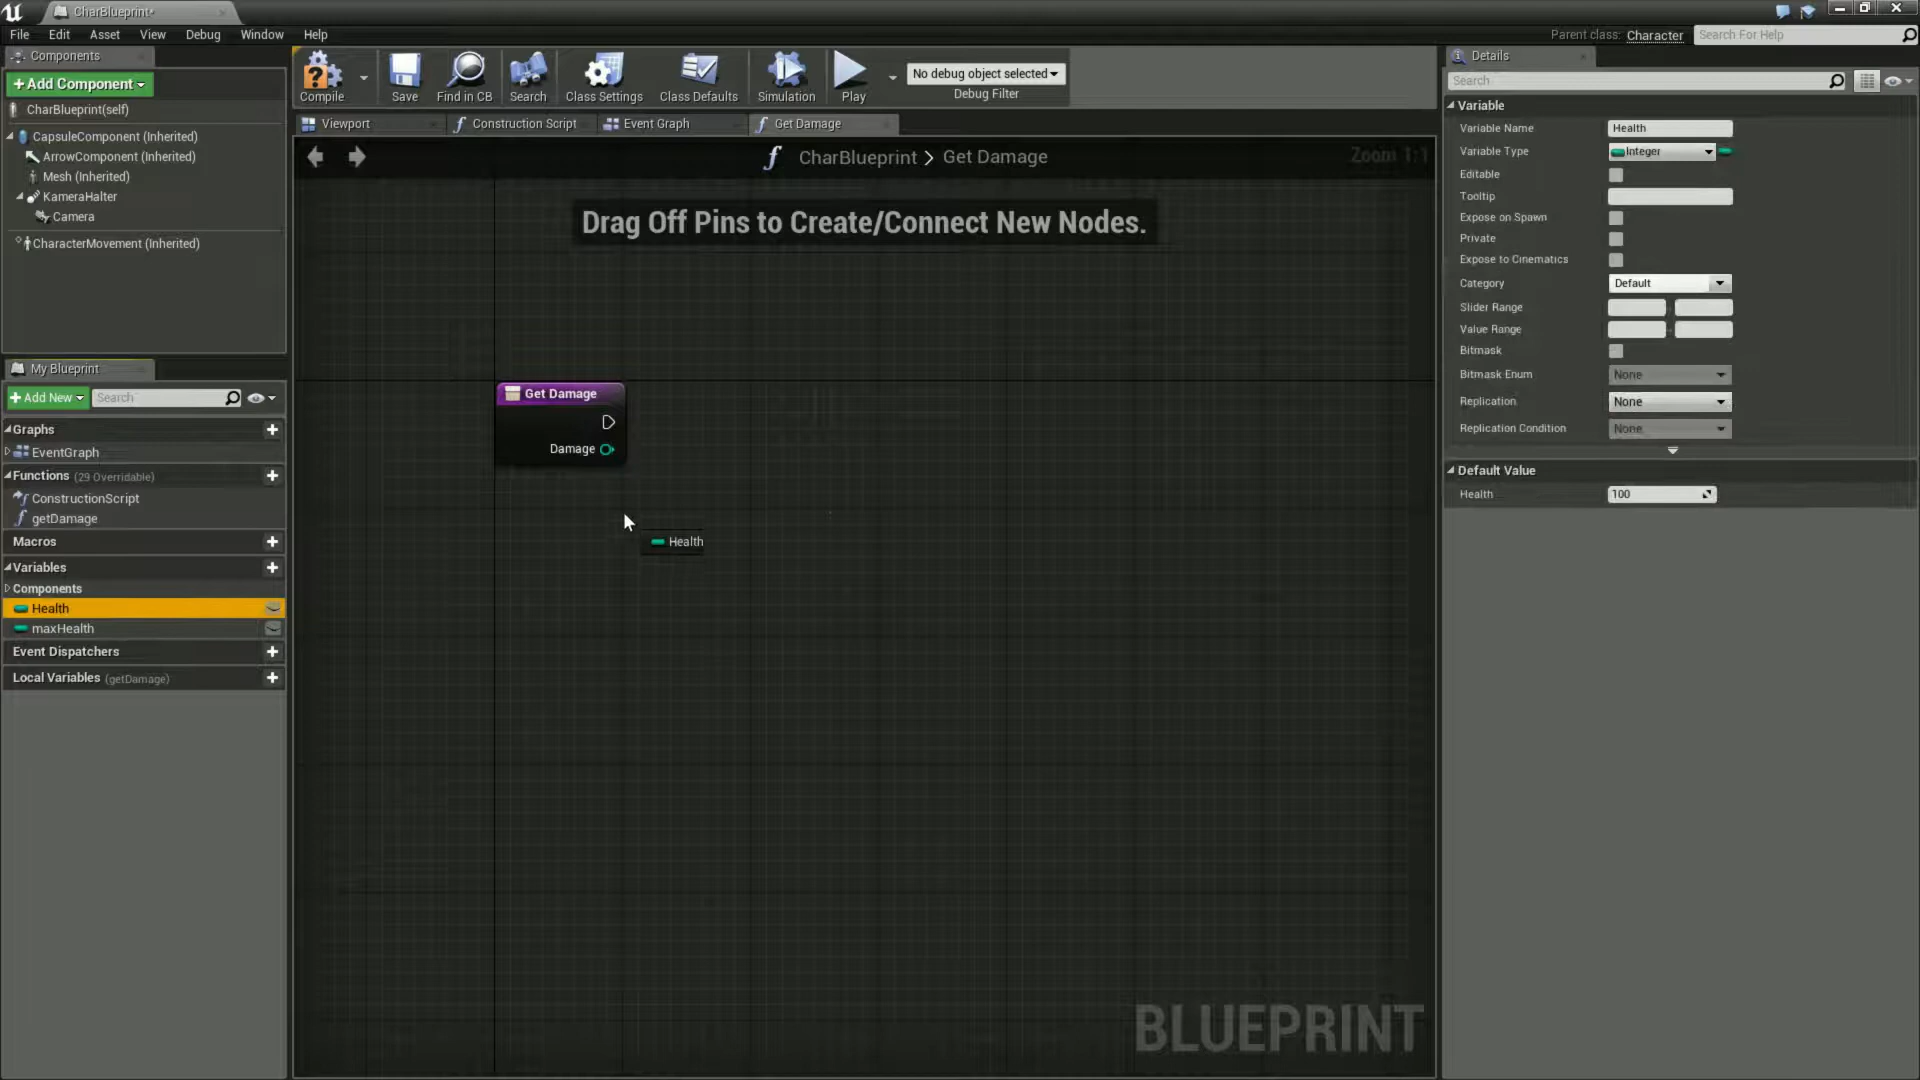 CharBlueprint*
File Edit Asset View Debug Window Help
Parent class: Character
Search For Help
Components
+Add Component
CharBlueprint(self)
CapsuleComponent (Inherited)
ArrowComponent (Inherited)
Mesh (Inherited)
KameraHalter
Camera
CharacterMovement (Inherited)
My Blueprint
+Add New
Search
Graphs
EventGraph
Functions (29 Overridable)
ConstructionScript
getDamage
Macros
Variables
Components
Health
maxHealth
Event Dispatchers
Local Variables (getDamage)
Compile
Save
Find in CB
Search
Class Settings
Class Defaults
Simulation
Play
No debug object selected
Debug Filter
Viewport
Construction Script
Event Graph
Get Damage
CharBlueprint > Get Damage
Zoom 1:1
Drag Off Pins to Create/Connect New Nodes.
Get Damage
Damage
Health
BLUEPRINT
Details
Search
Variable
Variable Name Health
Variable Type Integer
Editable
Tooltip
Expose on Spawn
Private
Expose to Cinematics
Category Default
Slider Range
Value Range
Bitmask
Bitmask Enum None
Replication None
Replication Condition None
Default Value
Health 100